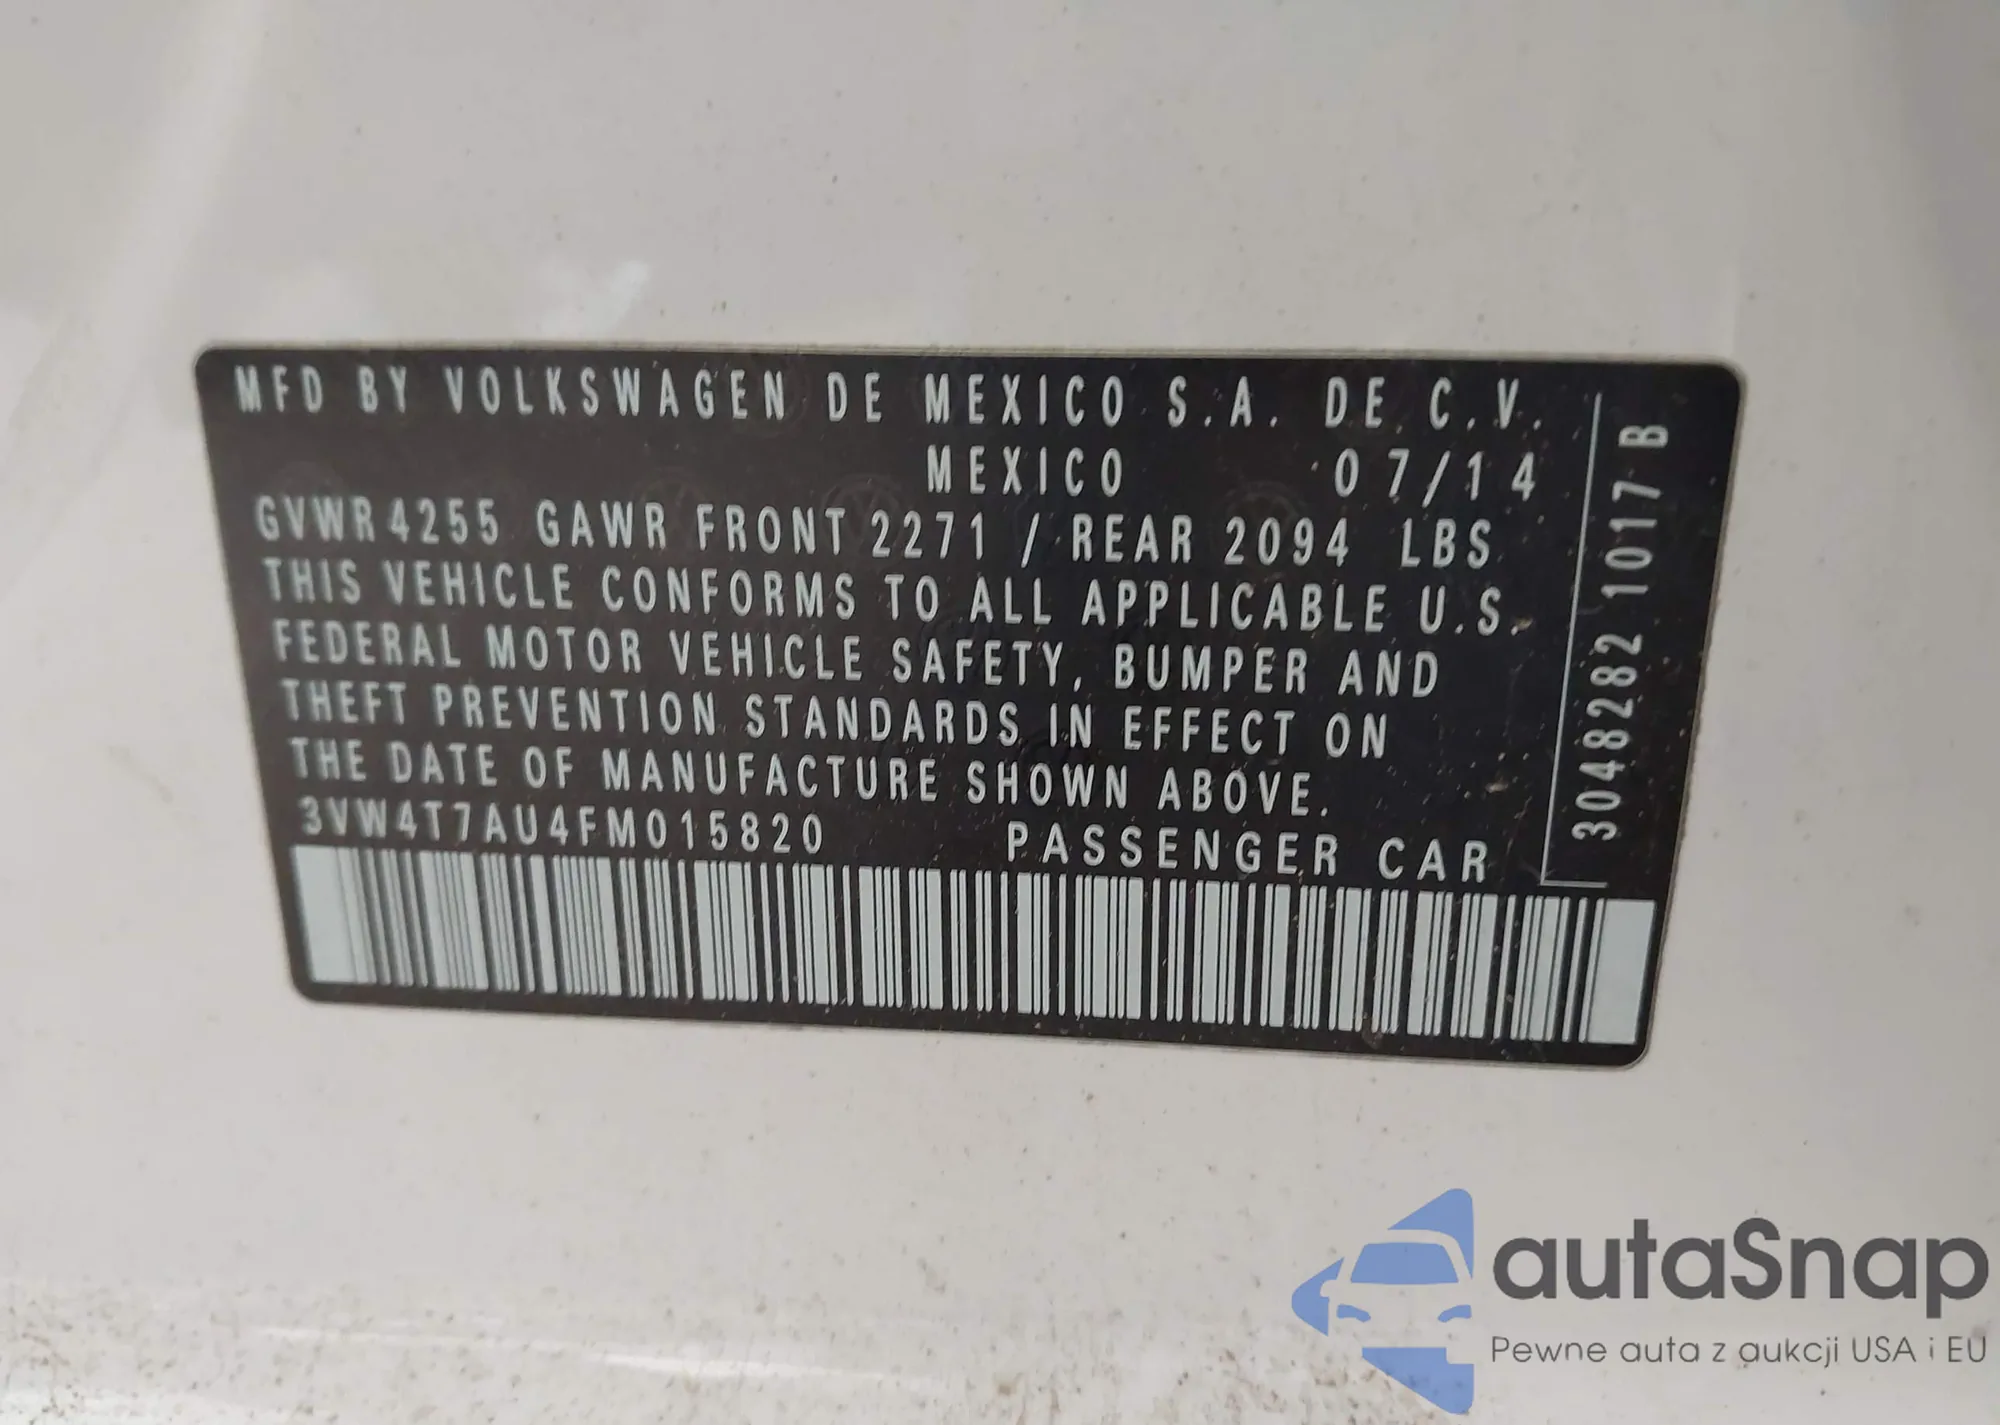 MFD BY VOLKSWAGEN DE MEXICO S.A. DE C.V.
MEXICO 07/14
GVWR 4255 GAWR FRONT 2271 / REAR 2094 LBS
THIS VEHICLE CONFORMS TO ALL APPLICABLE U.S.
FEDERAL MOTOR VEHICLE SAFETY, BUMPER AND
THEFT PREVENTION STANDARDS IN EFFECT ON
THE DATE OF MANUFACTURE SHOWN ABOVE.
3VW4T7AU4FM015820 PASSENGER CAR
3048282 1017 B
autaSnap
Pewne auta z aukcji USA i EU